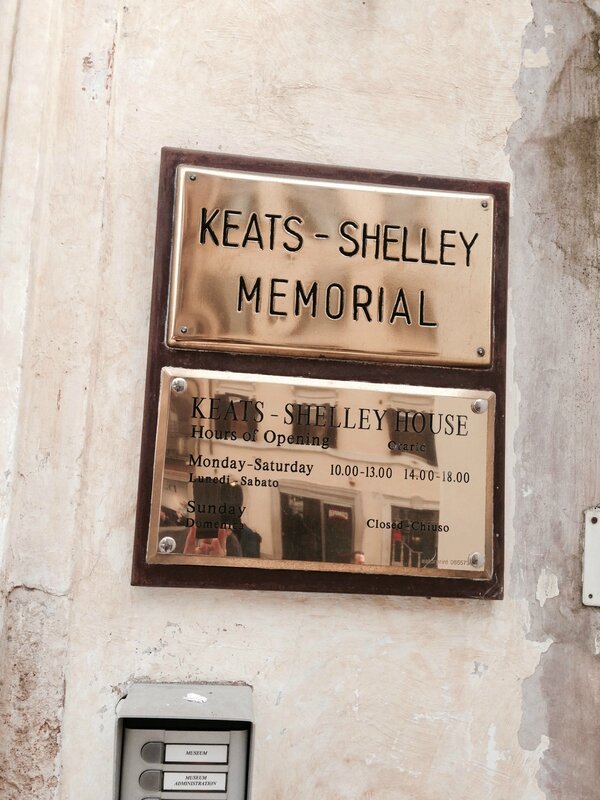 KEATS - SHELLEY
MEMORIAL
KEATS - SHELLEY HOUSE
Hours of Opening Orario
Monday-Saturday 10.00-13.00 14.00-18.00
Lunedi-Sabato
Sunday
Domenica Closed-Chiuso
MUSEUM
MUSEUM
ADMINISTRATION